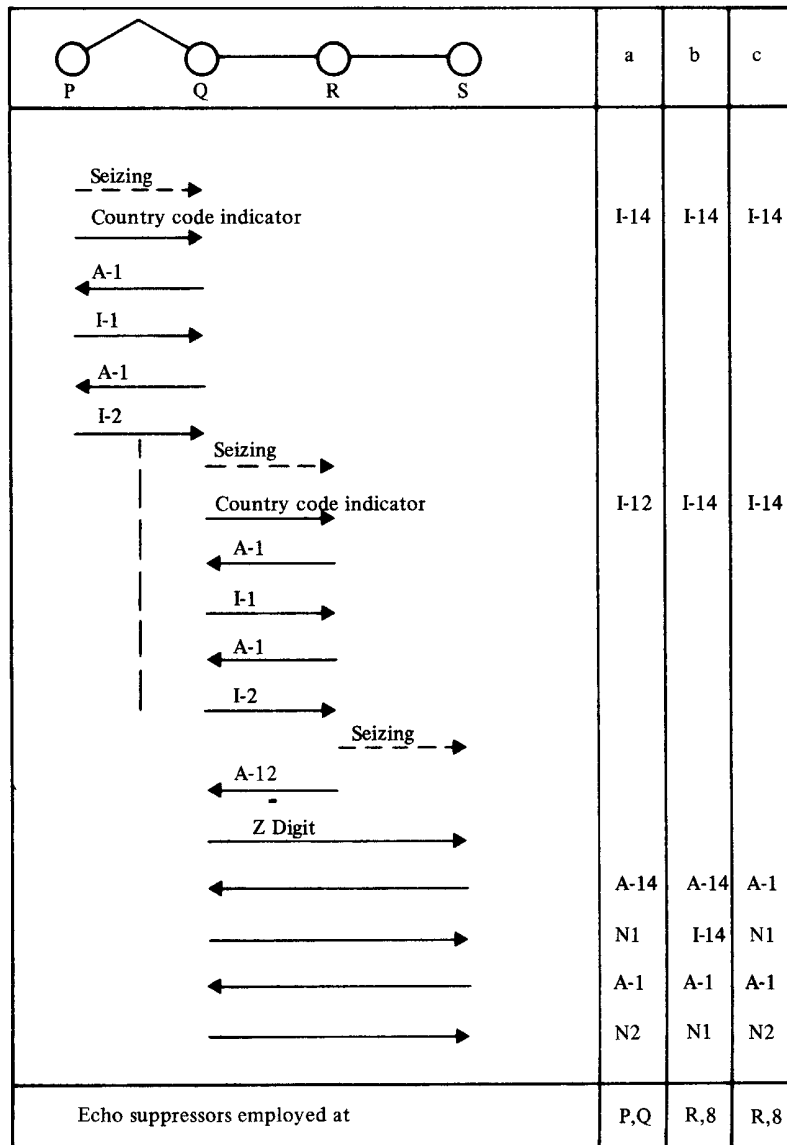 a b c
P Q R S
Seizing
Country code indicator I-14 I-14 I-14
A-1
I-1
A-1
I-2
Seizing
Country code indicator I-12 I-14 I-14
A-1
I-1
A-1
I-2
Seizing
A-12
Z Digit
A-14 A-14 A-1
N1 I-14 N1
A-1 A-1 A-1
N2 N1 N2
Echo suppressors employed at P,Q R,8 R,8